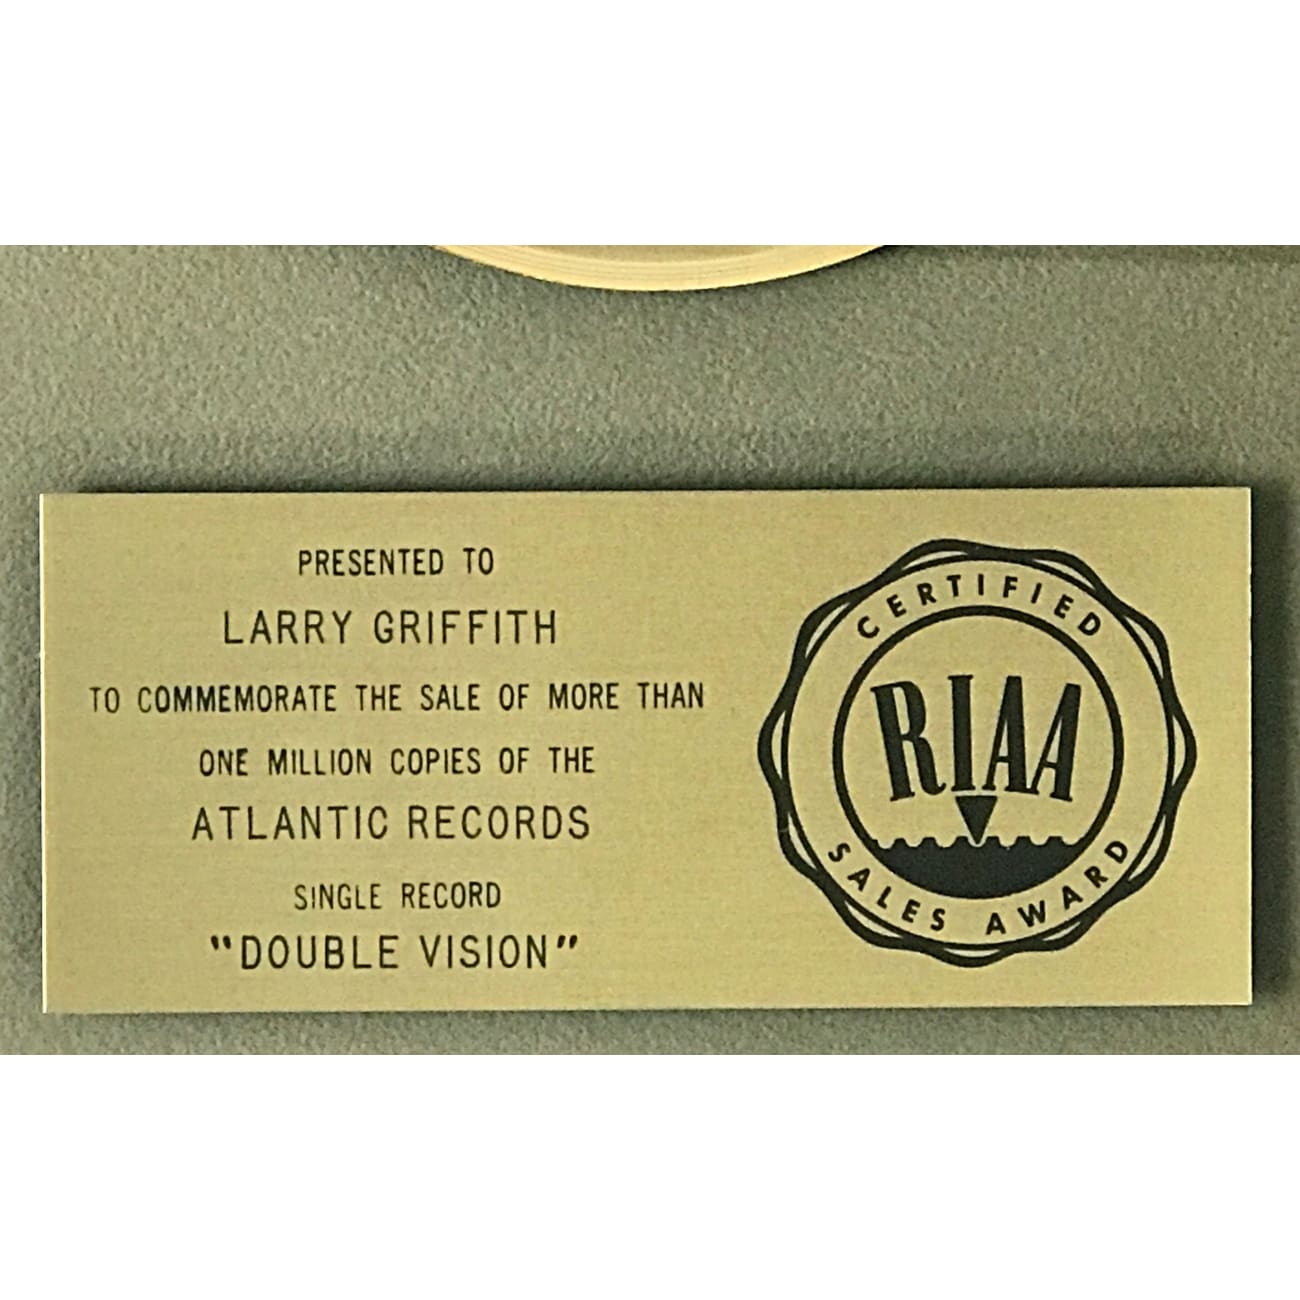 PRESENTED TO
LARRY GRIFFITH
TO COMMEMORATE THE SALE OF MORE THAN
ONE MILLION COPIES OF THE
ATLANTIC RECORDS
SINGLE RECORD
"DOUBLE VISION"
CERTIFIED
RIAA
SALES AWARD